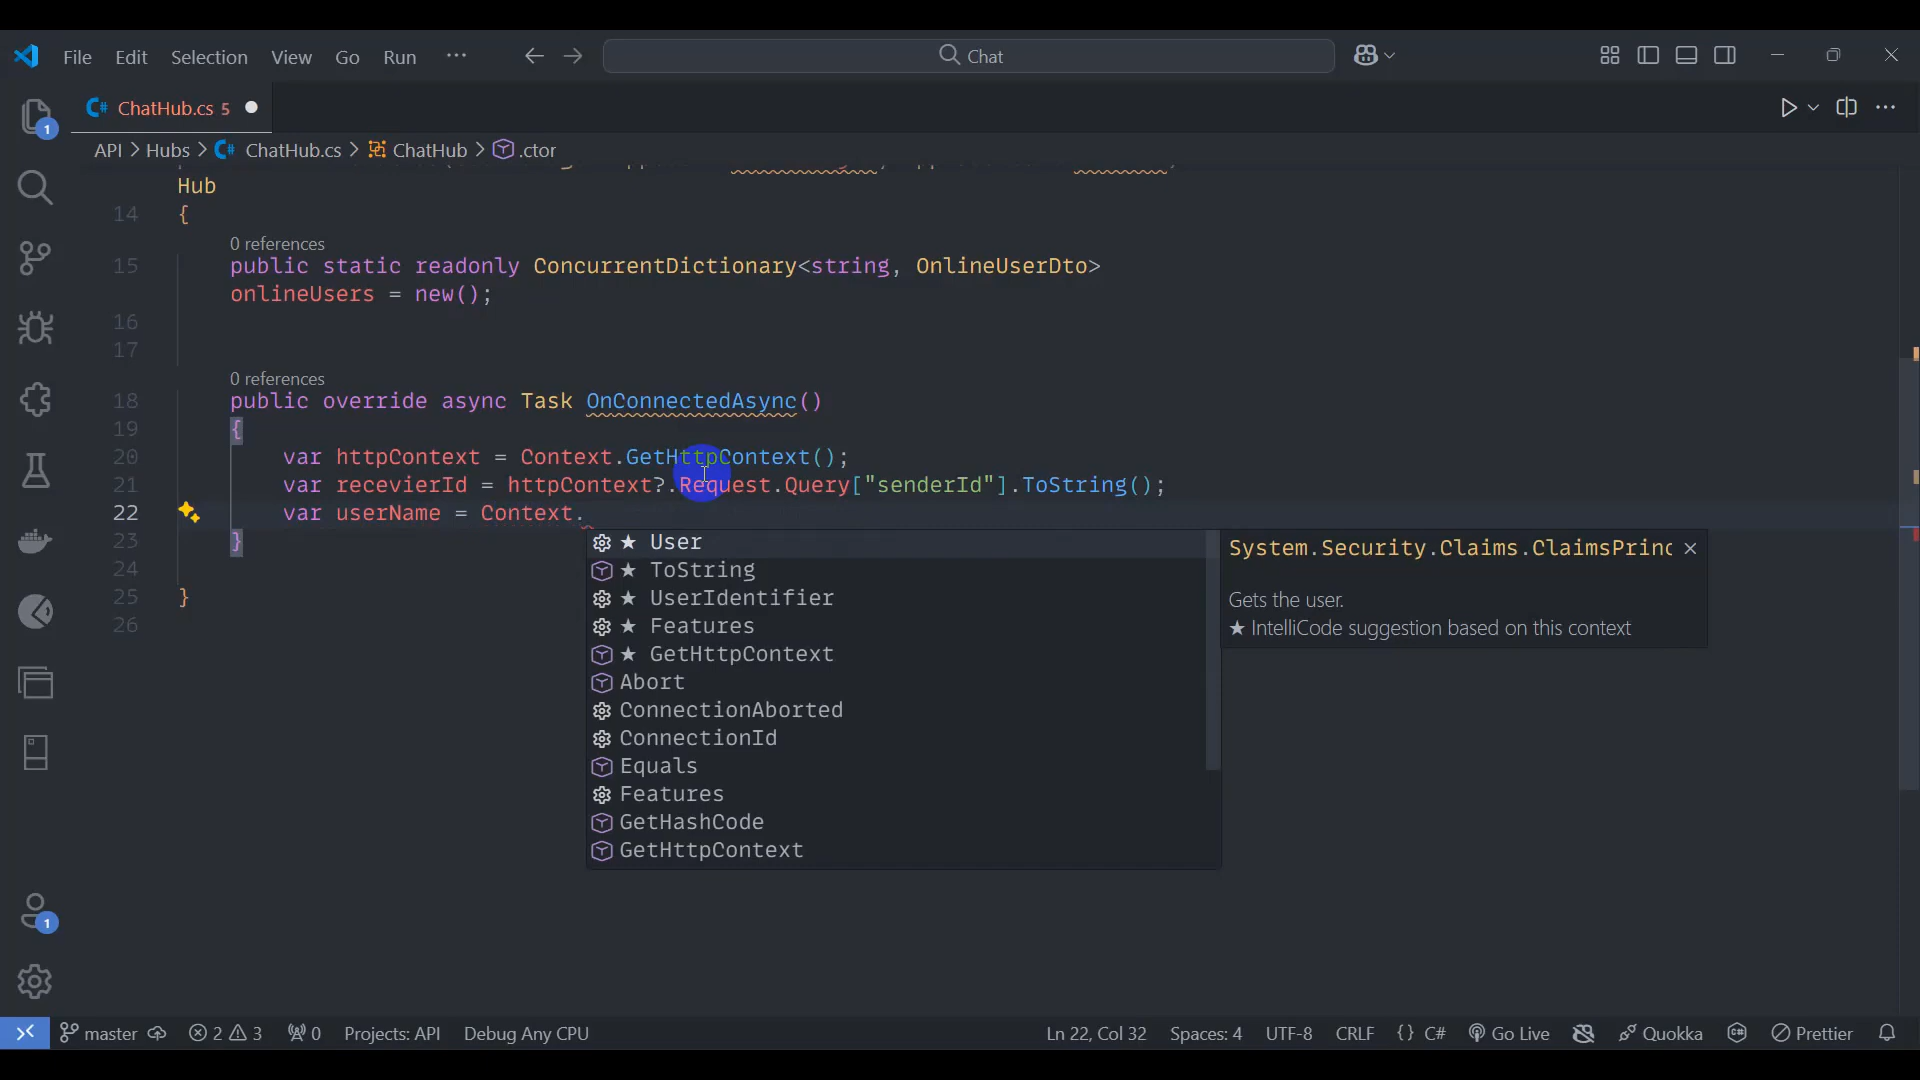 File Edit Selection View Go Run ··· Chat
ChatHub.cs 5
API > Hubs > ChatHub.cs > ChatHub > .ctor
Hub
14 {
0 references
15 public static readonly ConcurrentDictionary<string, OnlineUserDto>
onlineUsers = new();
16
17
0 references
18 public override async Task OnConnectedAsync()
19 {
20 var httpContext = Context.GetHttpContext();
21 var recevierId = httpContext?.Request.Query["senderId"].ToString();
22 var userName = Context.
23 }
24
25 }
26
★ User
★ ToString
★ UserIdentifier
★ Features
★ GetHttpContext
Abort
ConnectionAborted
ConnectionId
Equals
Features
GetHashCode
GetHttpContext
System.Security.Claims.ClaimsPrinc
Gets the user.
★ IntelliCode suggestion based on this context
1
1
master 2 3 0 Projects: API Debug Any CPU Ln 22, Col 32 Spaces: 4 UTF-8 CRLF {} C# Go Live Quokka Prettier